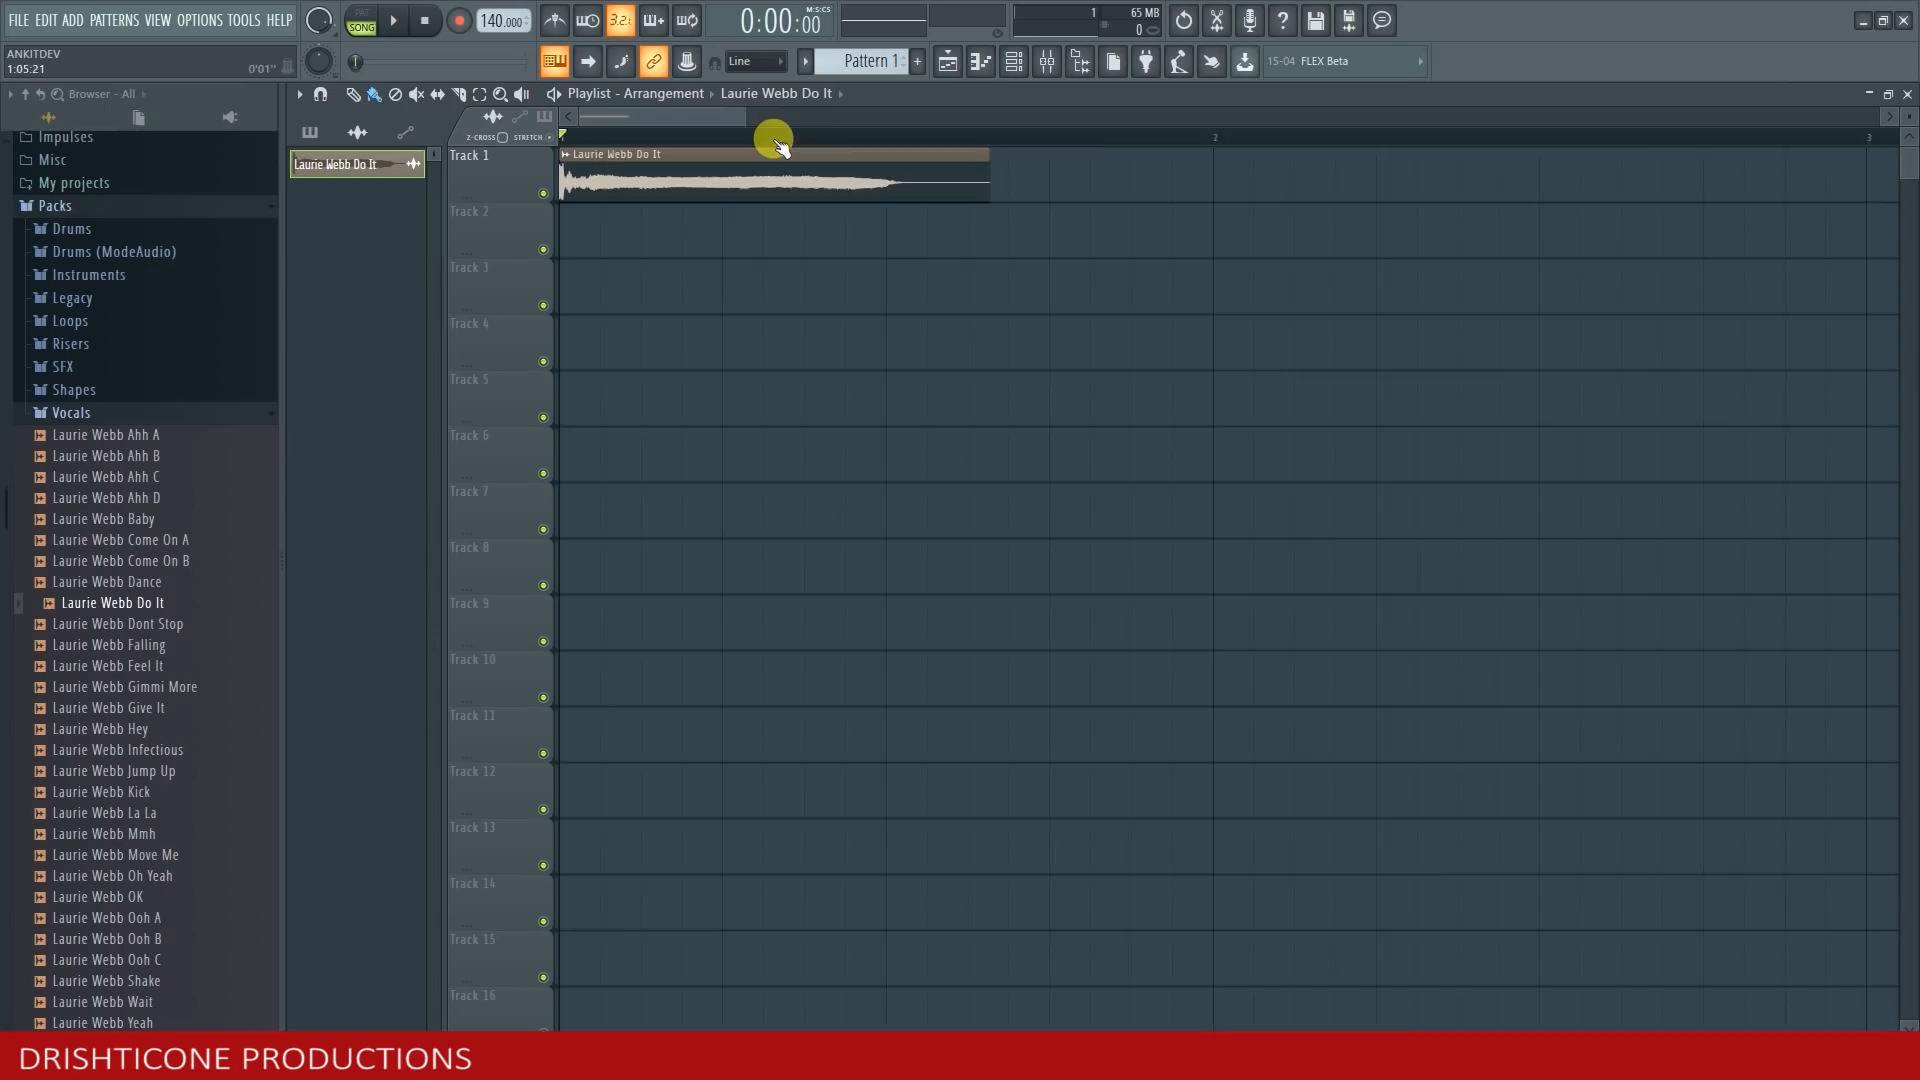 FILE EDIT ADD PATTERNS VIEW OPTIONS TOOLS HELP
PAT
SONG
140.000
3.2.
0:00:00
M:S:CS
1
65 MB
0
ANKITDEV
1:05:21
0'01"
Line
Pattern 1
+
15-04 FLEX Beta
Browser - All
Playlist - Arrangement › Laurie Webb Do It
Z-CROSS STRETCH
2
3
Impulses
Misc
My projects
Packs
Drums
Drums (ModeAudio)
Instruments
Legacy
Loops
Risers
SFX
Shapes
Vocals
Laurie Webb Ahh A
Laurie Webb Ahh B
Laurie Webb Ahh C
Laurie Webb Ahh D
Laurie Webb Baby
Laurie Webb Come On A
Laurie Webb Come On B
Laurie Webb Dance
Laurie Webb Do It
Laurie Webb Dont Stop
Laurie Webb Falling
Laurie Webb Feel It
Laurie Webb Gimmi More
Laurie Webb Give It
Laurie Webb Hey
Laurie Webb Infectious
Laurie Webb Jump Up
Laurie Webb Kick
Laurie Webb La La
Laurie Webb Mmh
Laurie Webb Move Me
Laurie Webb Oh Yeah
Laurie Webb OK
Laurie Webb Ooh A
Laurie Webb Ooh B
Laurie Webb Ooh C
Laurie Webb Shake
Laurie Webb Wait
Laurie Webb Yeah
Laurie Webb Do It
Track 1
Laurie Webb Do It
Track 2
Track 3
Track 4
Track 5
Track 6
Track 7
Track 8
Track 9
Track 10
Track 11
Track 12
Track 13
Track 14
Track 15
Track 16
DRISHTICONE PRODUCTIONS